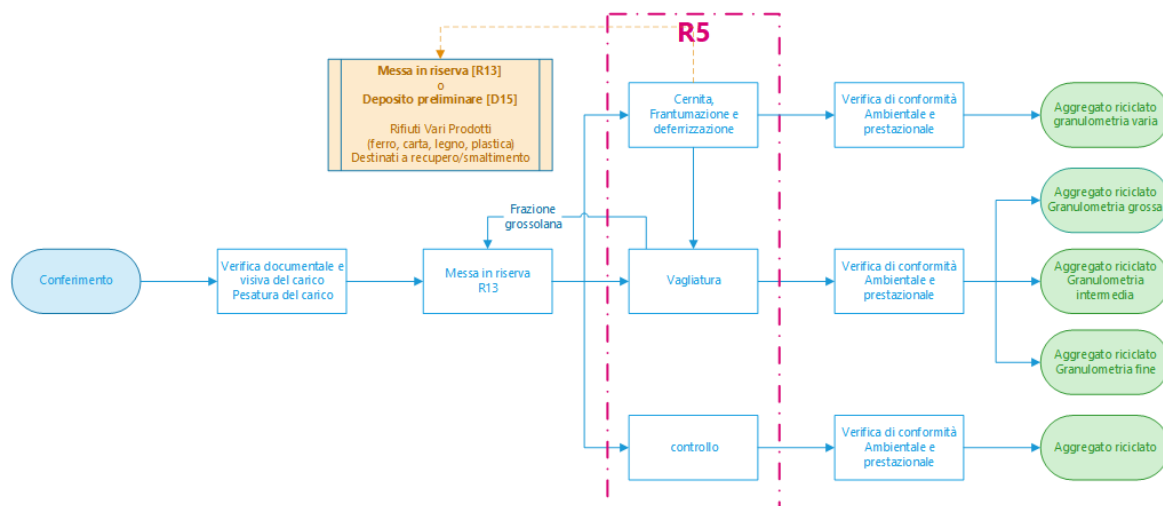 R5
Messa in riserva [R13]
o
Deposito preliminare [D15]
Rifiuti Vari Prodotti
(ferro, carta, legno, plastica)
Destinati a recupero/smaltimento
Cernita,
Frantumazione e
deferrizzazione
Verifica di conformità
Ambientale e
prestazionale
Aggregato riciclato
granulometria varia
Aggregato riciclato
Granulometria grossa
Frazione
grossolana
Conferimento
Verifica documentale e
visiva del carico
Pesatura del carico
Messa in riserva
R13
Vagliatura
Verifica di conformità
Ambientale e
prestazionale
Aggregato riciclato
Granulometria
intermedia
Aggregato riciclato
Granulometria fine
controllo
Verifica di conformità
Ambientale e
prestazionale
Aggregato riciclato